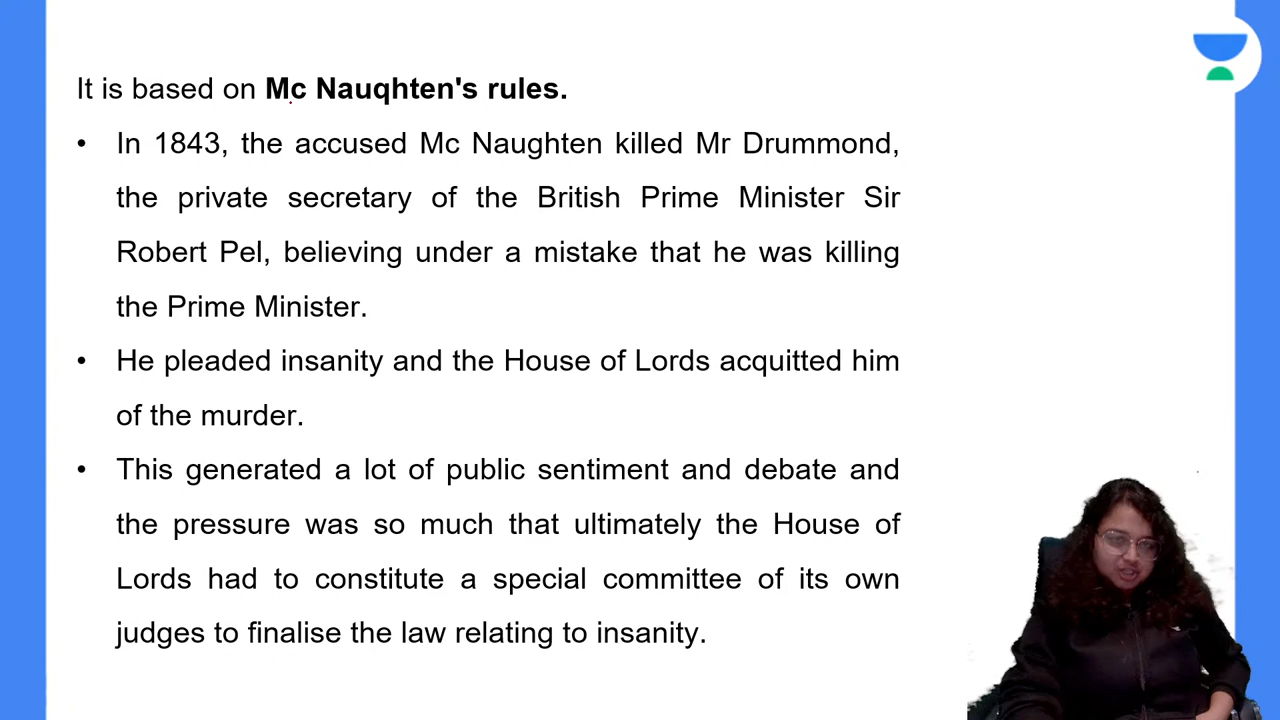 It is based on Mc Nauqhten's rules.
• In 1843, the accused Mc Naughten killed Mr Drummond,
the private secretary of the British Prime Minister Sir
Robert Pel, believing under a mistake that he was killing
the Prime Minister.
• He pleaded insanity and the House of Lords acquitted him
of the murder.
• This generated a lot of public sentiment and debate and
the pressure was so much that ultimately the House of
Lords had to constitute a special committee of its own
judges to finalise the law relating to insanity.